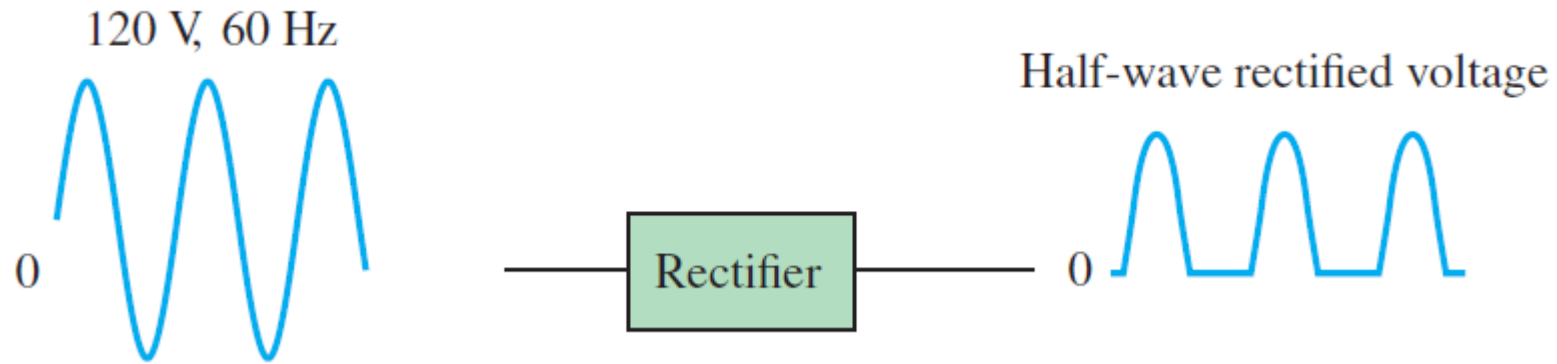 120 V, 60 Hz
Half-wave rectified voltage
0
Rectifier
0